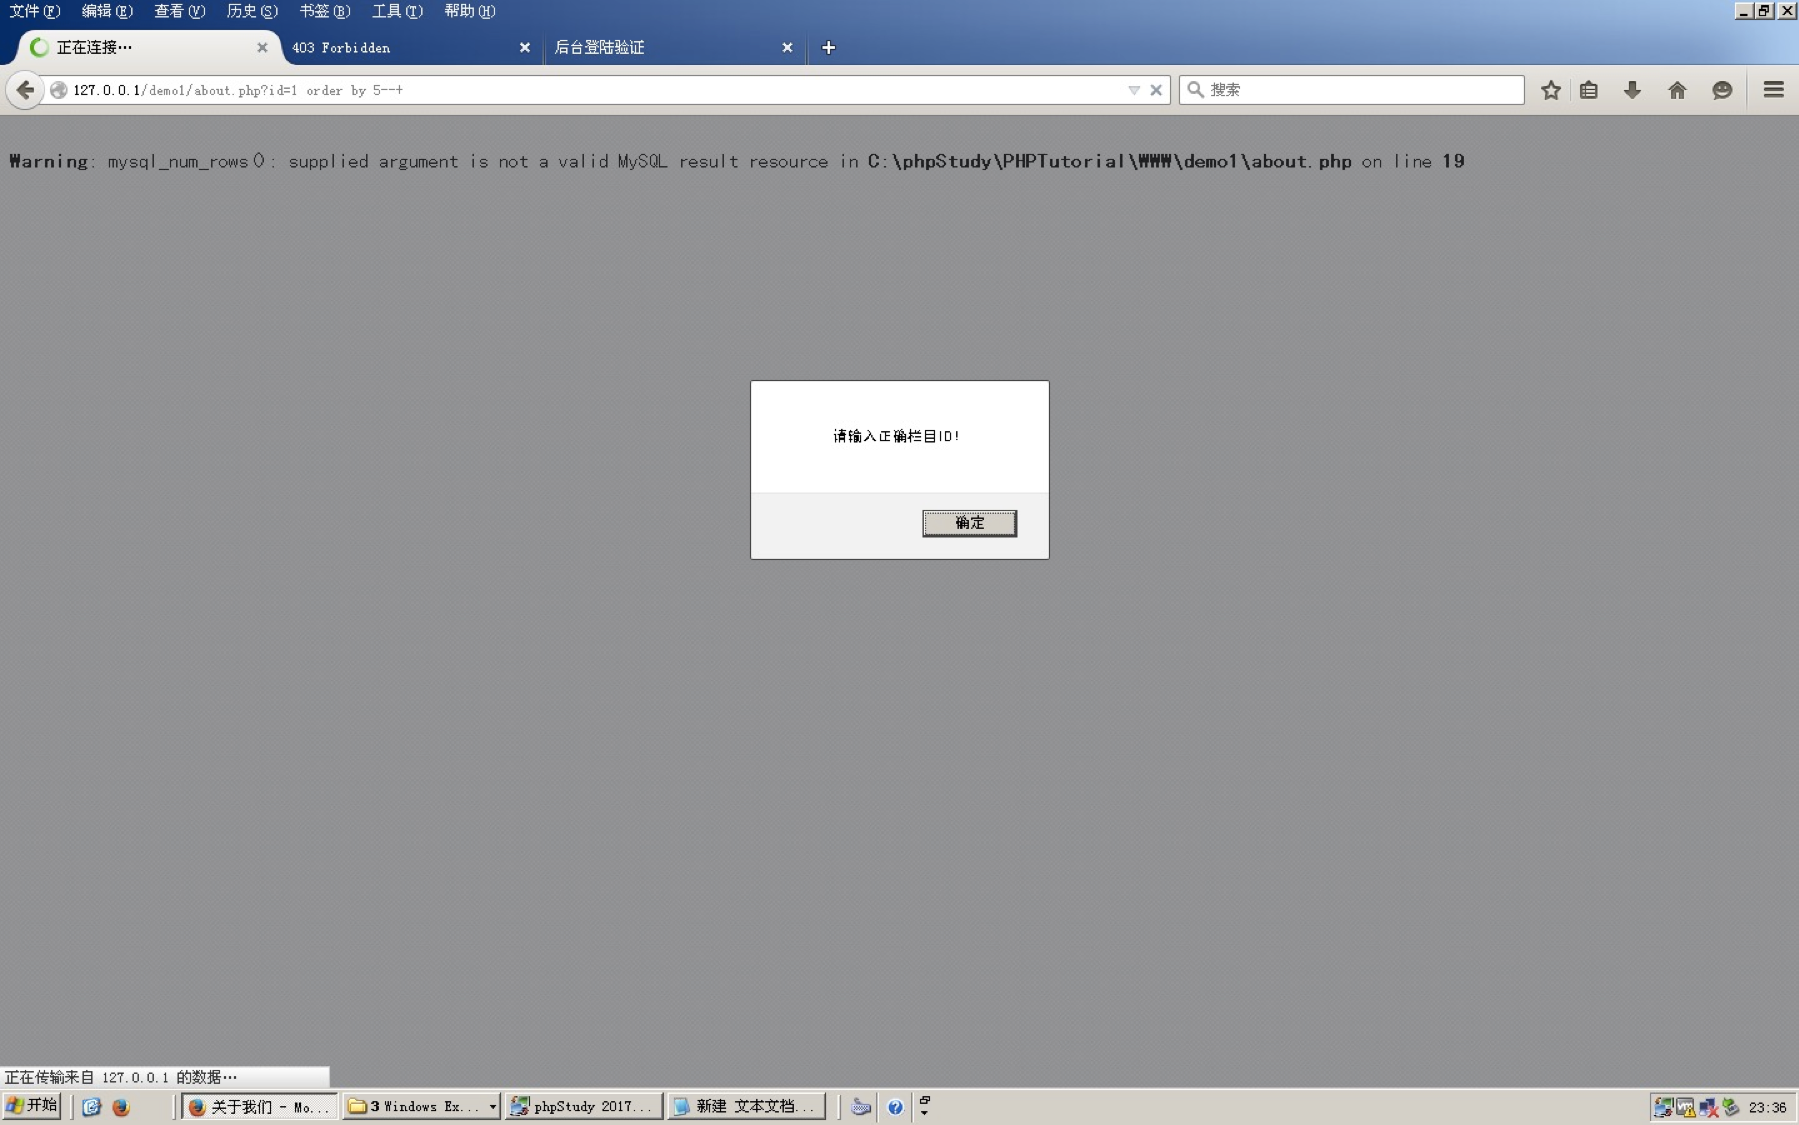 文件(F) 编辑(E) 查看(V) 历史(S) 书签(B) 工具(T) 帮助(H)
正在连接… 403 Forbidden 后台登陆验证
127.0.0.1/demo1/about.php?id=1 order by 5--+ 搜索
Warning: mysql_num_rows(): supplied argument is not a valid MySQL result resource in C:\phpStudy\PHPTutorial\WWW\demo1\about.php on line 19
请输入正确栏目ID!
确定
正在传输来自 127.0.0.1 的数据…
开始 关于我们 - Mo... 3 Windows Ex... phpStudy 2017... 新建 文本文档... 23:36